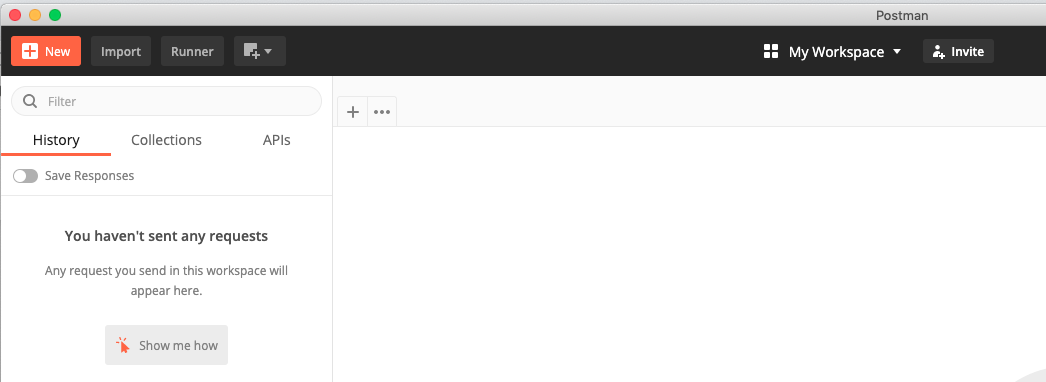 Postman
New Import Runner My Workspace Invite
Filter
History Collections APIs
Save Responses
You haven't sent any requests
Any request you send in this workspace will
appear here.
Show me how